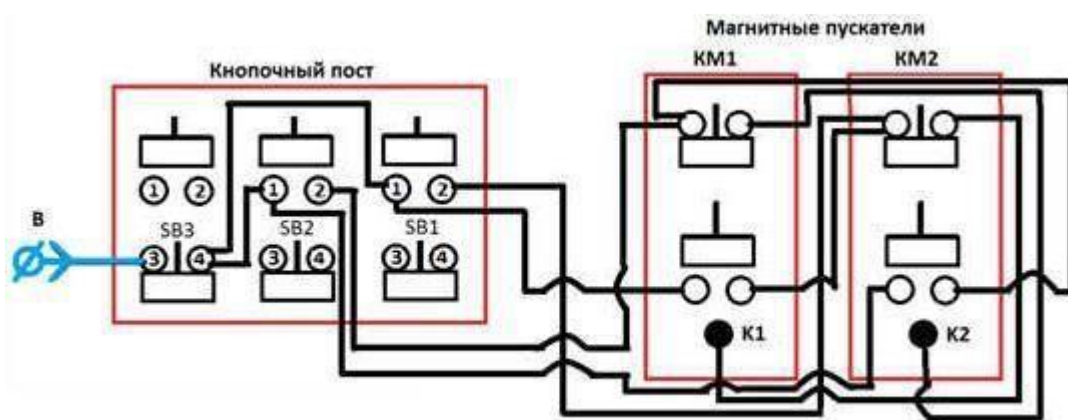 Магнитные пускатели
КМ1 КМ2
Кнопочный пост
1 2 1 2 1 2
В
SB3 SB2 SB1
3 4 3 4 3 4
К1 К2